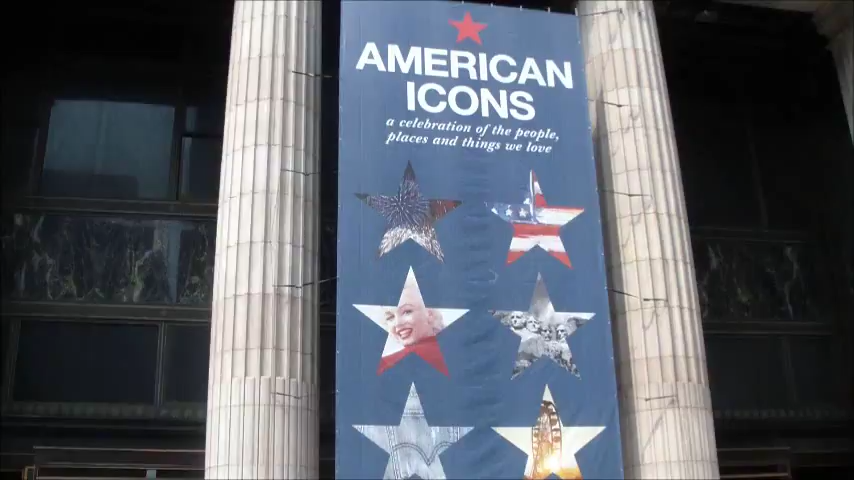 AMERICAN
ICONS
a celebration of the people,
places and things we love